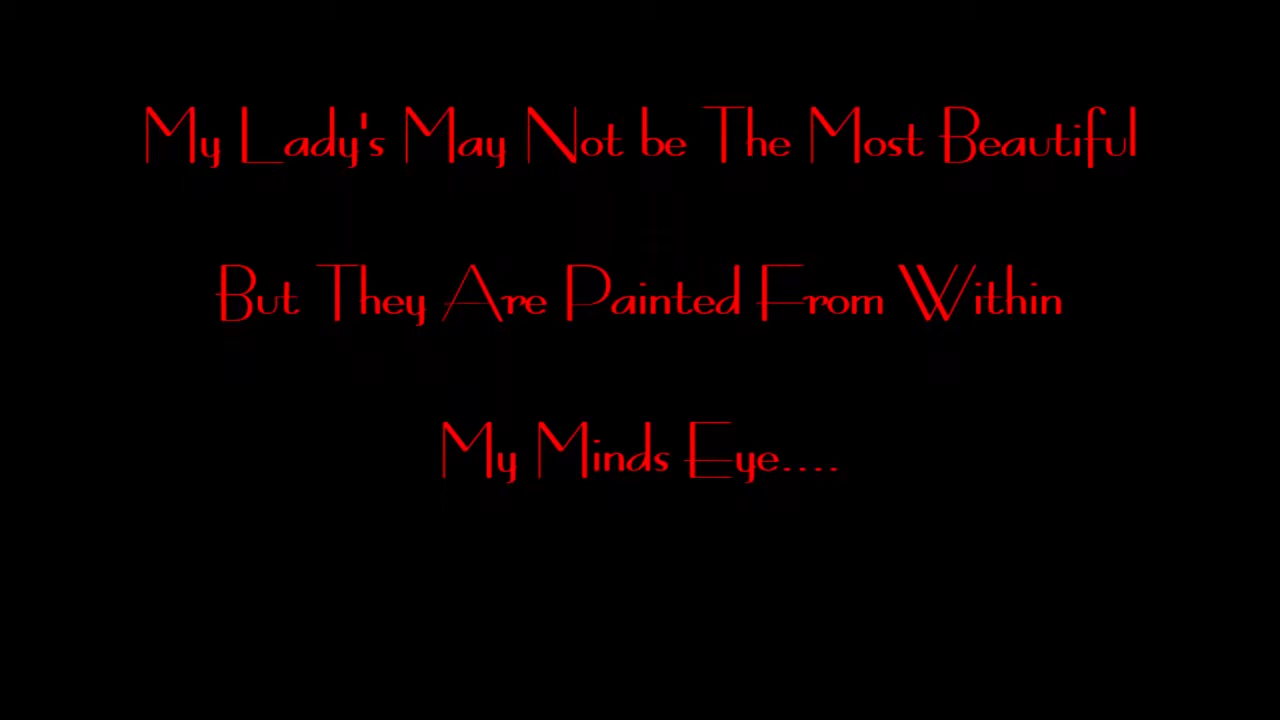 My Lady's May Not be The Most Beautiful
But They Are Painted From Within
My Minds Eye....